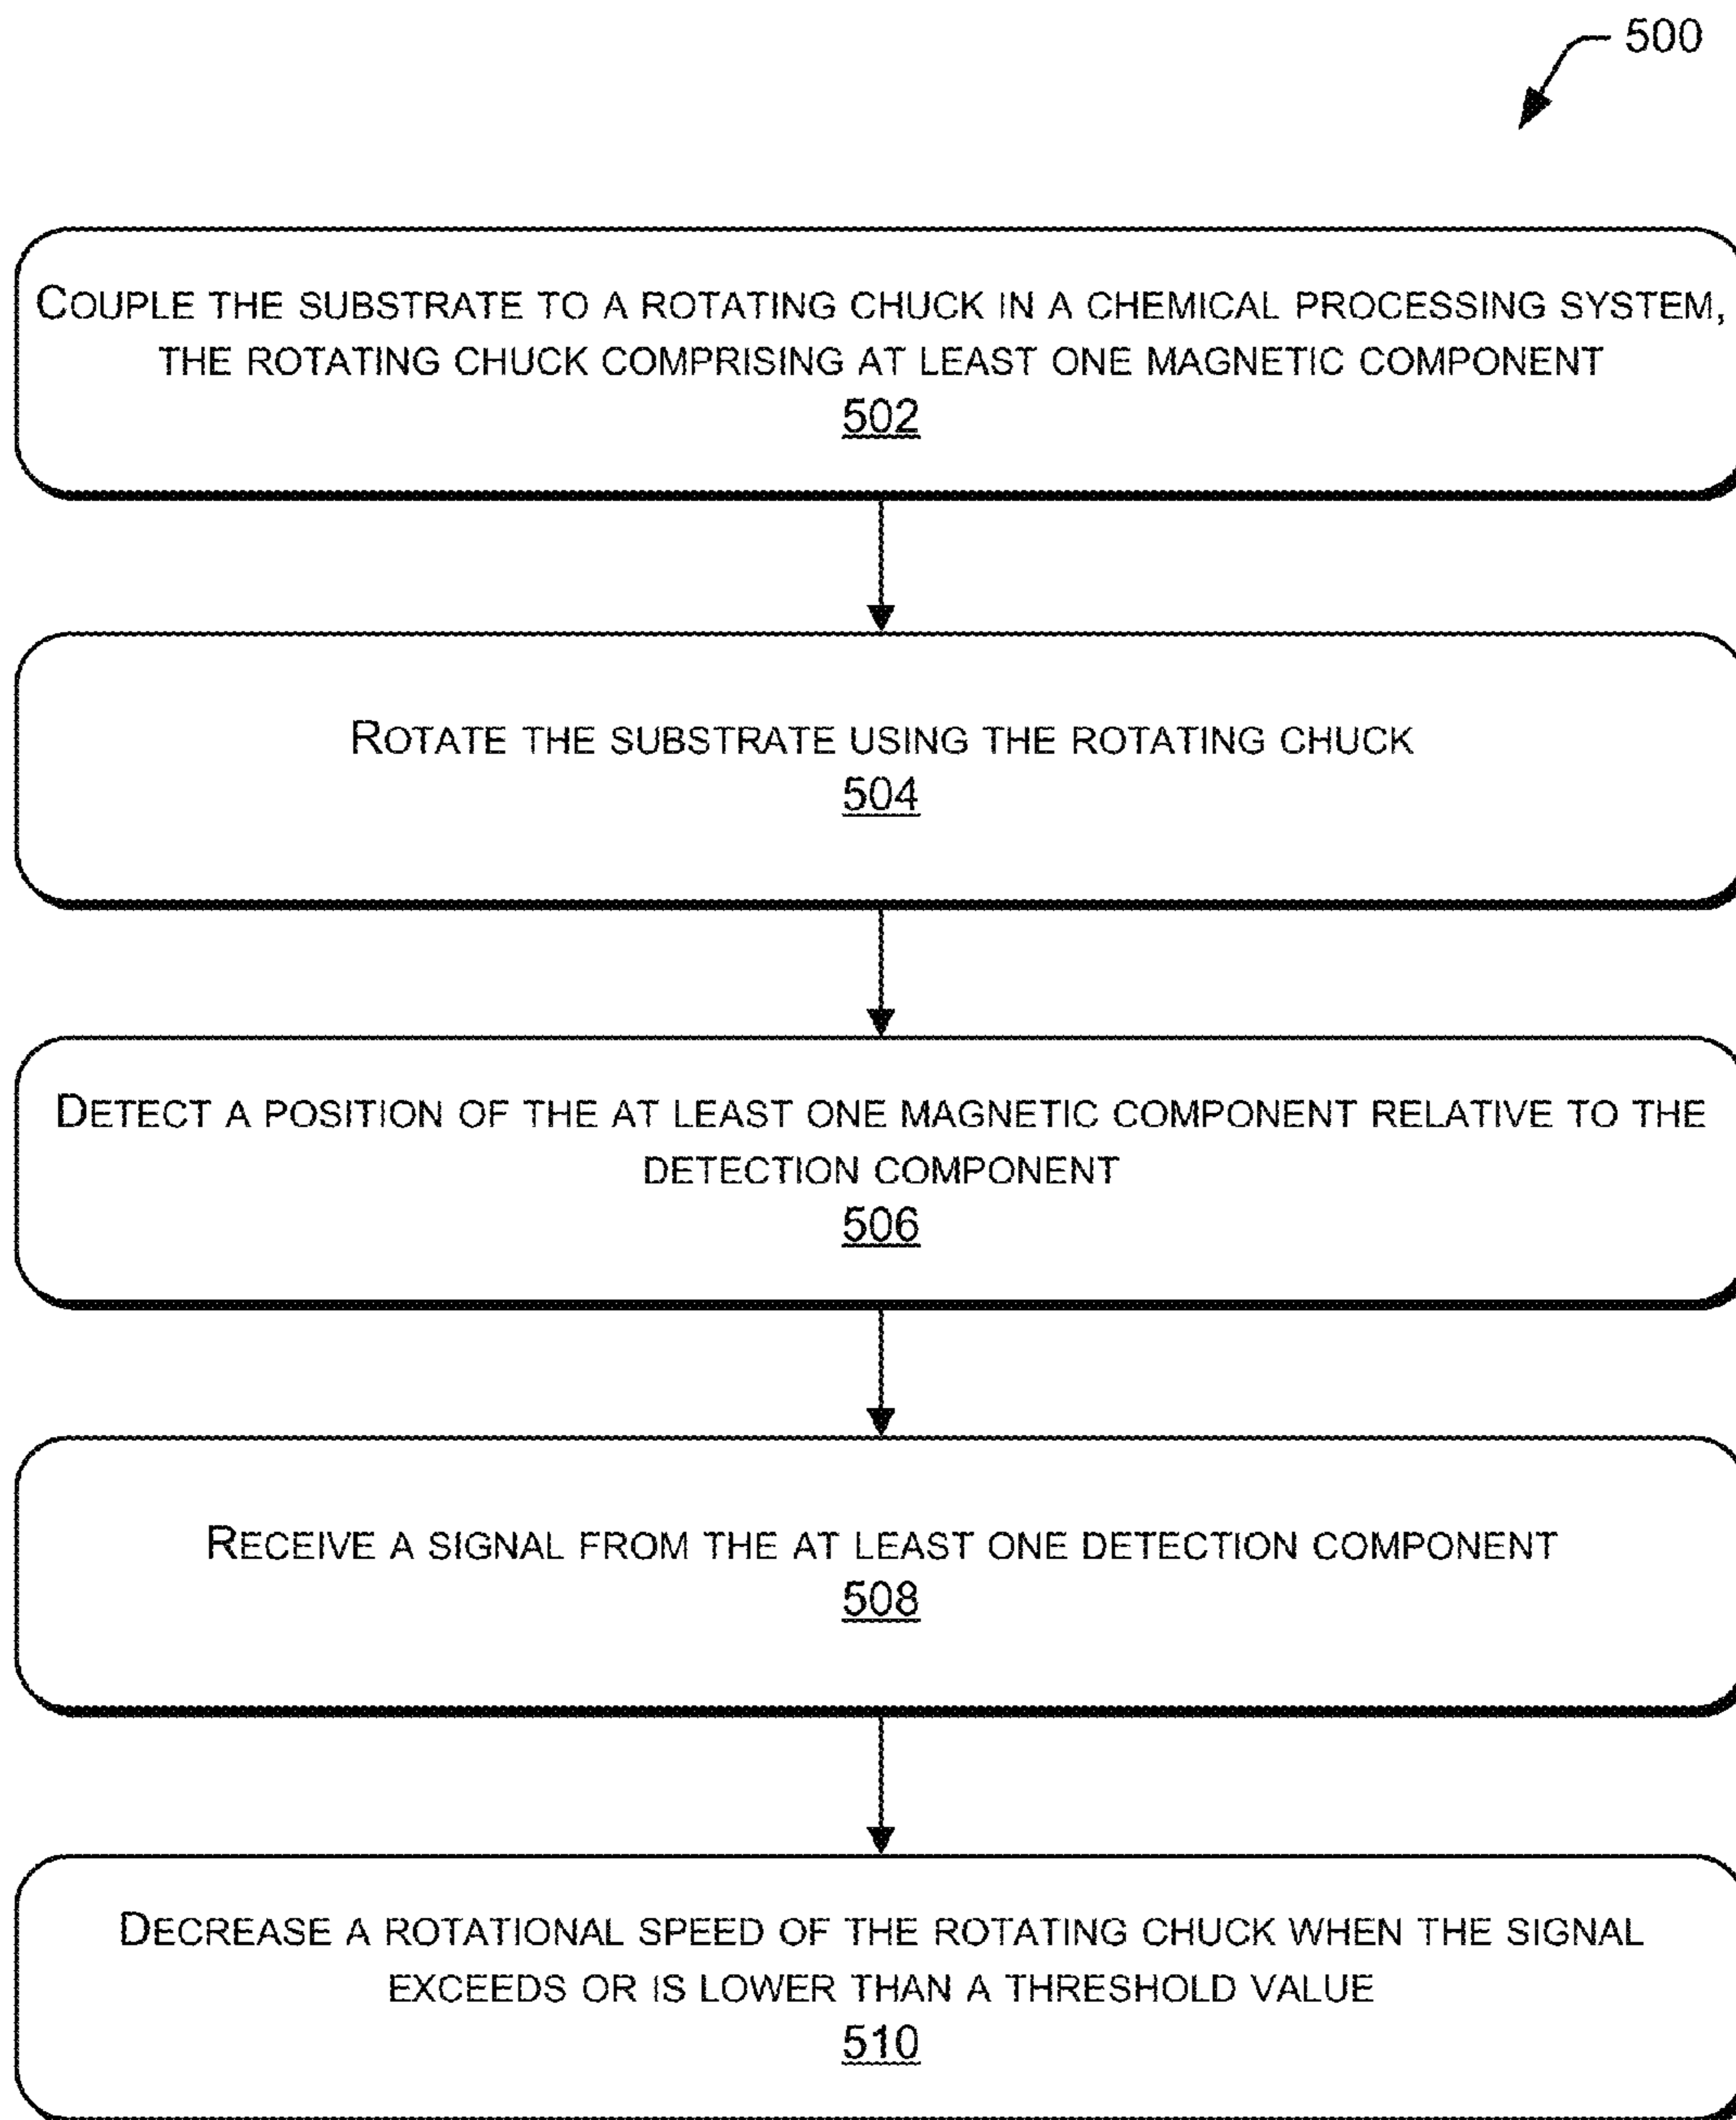 500
COUPLE THE SUBSTRATE TO A ROTATING CHUCK IN A CHEMICAL PROCESSING SYSTEM,
THE ROTATING CHUCK COMPRISING AT LEAST ONE MAGNETIC COMPONENT
502
ROTATE THE SUBSTRATE USING THE ROTATING CHUCK
504
DETECT A POSITION OF THE AT LEAST ONE MAGNETIC COMPONENT RELATIVE TO THE
DETECTION COMPONENT
506
RECEIVE A SIGNAL FROM THE AT LEAST ONE DETECTION COMPONENT
508
DECREASE A ROTATIONAL SPEED OF THE ROTATING CHUCK WHEN THE SIGNAL
EXCEEDS OR IS LOWER THAN A THRESHOLD VALUE
510